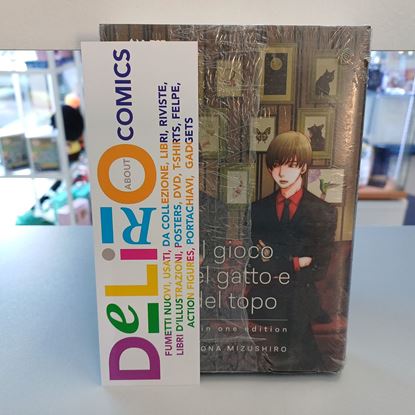 DeLiRiO
ABOUT
COMICS
FUMETTI NUOVI, USATI, DA COLLEZIONE, LIBRI, RIVISTE,
LIBRI D'ILLUSTRAZIONI, POSTERS, DVD, T-SHIRTS, FELPE,
ACTION FIGURES, PORTACHIAVI, GADGETS
l gioco
el gatto e
del topo
in one edition
ONA MIZUSHIRO